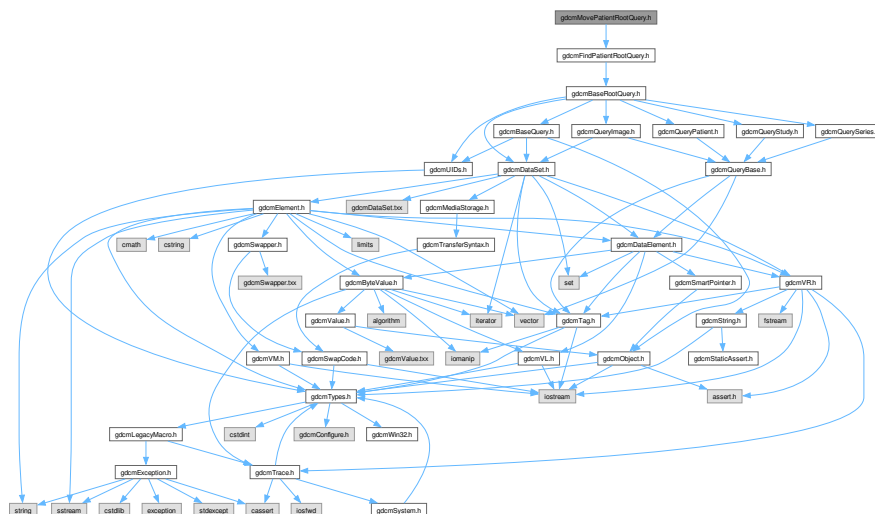 gdcmMovePatientRootQuery.h
gdcmFindPatientRootQuery.h
gdcmBaseRootQuery.h
gdcmBaseQuery.h
gdcmQueryImage.h
gdcmQueryPatient.h
gdcmQueryStudy.h
gdcmQuerySeries.
gdcmUIDs.h
gdcmDataSet.h
gdcmQueryBase.h
gdcmElement.h
gdcmDataSet.txx
gdcmMediaStorage.h
cmath
cstring
gdcmSwapper.h
limits
gdcmTransferSyntax.h
gdcmDataElement.h
gdcmSwapper.txx
gdcmByteValue.h
set
gdcmSmartPointer.h
gdcmVR.h
gdcmValue.h
algorithm
iterator
vector
gdcmTag.h
gdcmString.h
fstream
gdcmVM.h
gdcmSwapCode.h
gdcmValue.txx
iomanip
gdcmVL.h
gdcmObject.h
gdcmStaticAssert.h
gdcmTypes.h
iostream
assert.h
gdcmLegacyMacro.h
cstdint
gdcmConfigure.h
gdcmWin32.h
gdcmException.h
gdcmTrace.h
string
sstream
cstdlib
exception
stdexcept
cassert
iosfwd
gdcmSystem.h